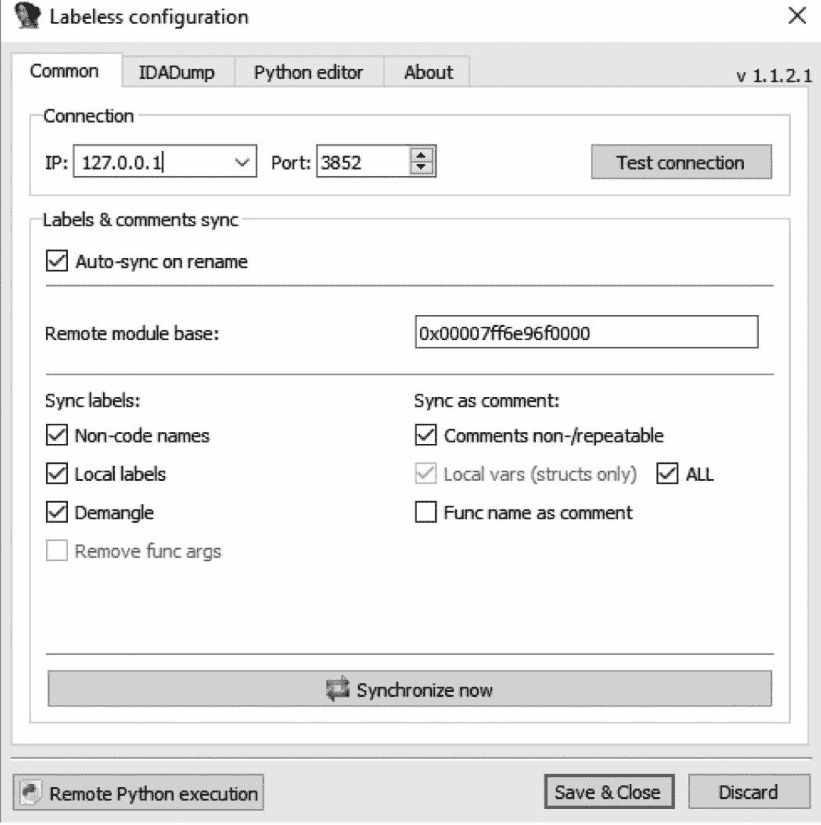 Labeless configuration
Common IDADump Python editor About v 1.1.2.1
Connection
IP: 127.0.0.1 Port: 3852 Test connection
Labels & comments sync
Auto-sync on rename
Remote module base: 0x00007ff6e96f0000
Sync labels: Sync as comment:
Non-code names Comments non-/repeatable
Local labels Local vars (structs only) ALL
Demangle Func name as comment
Remove func args
Synchronize now
Remote Python execution Save & Close Discard